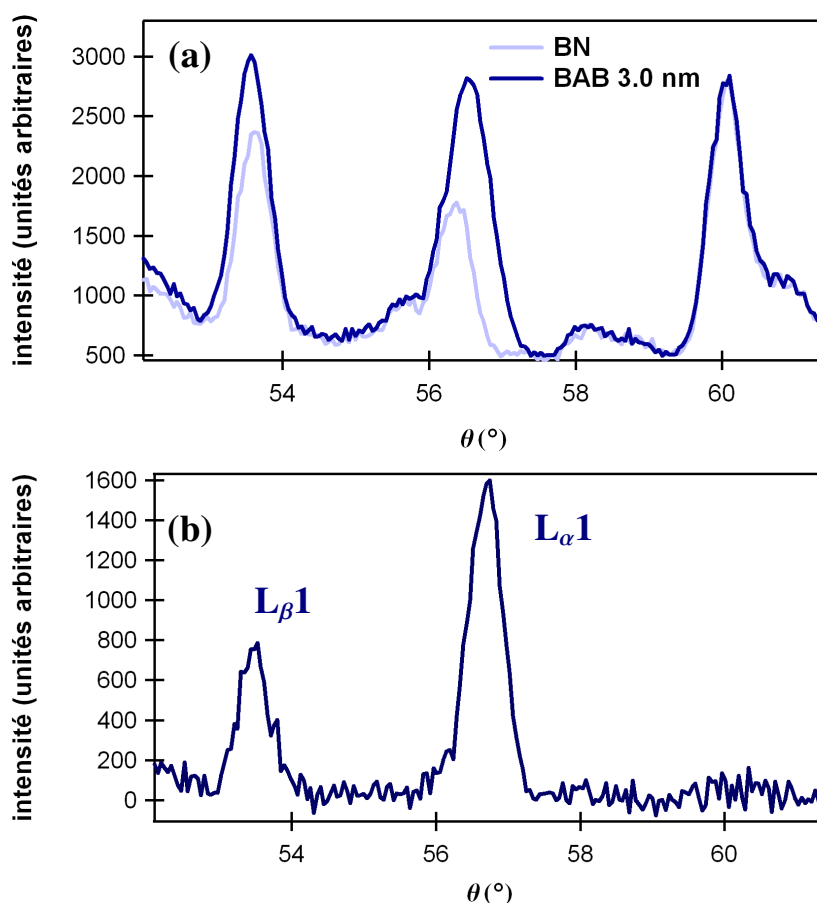 (a)
BN
BAB 3.0 nm
intensité (unités arbitraires)
3000
2500
2000
1500
1000
500
54
56
58
60
θ (°)
(b)
Lα1
Lβ1
intensité (unités arbitraires)
1600
1400
1200
1000
800
600
400
200
0
54
56
58
60
θ (°)